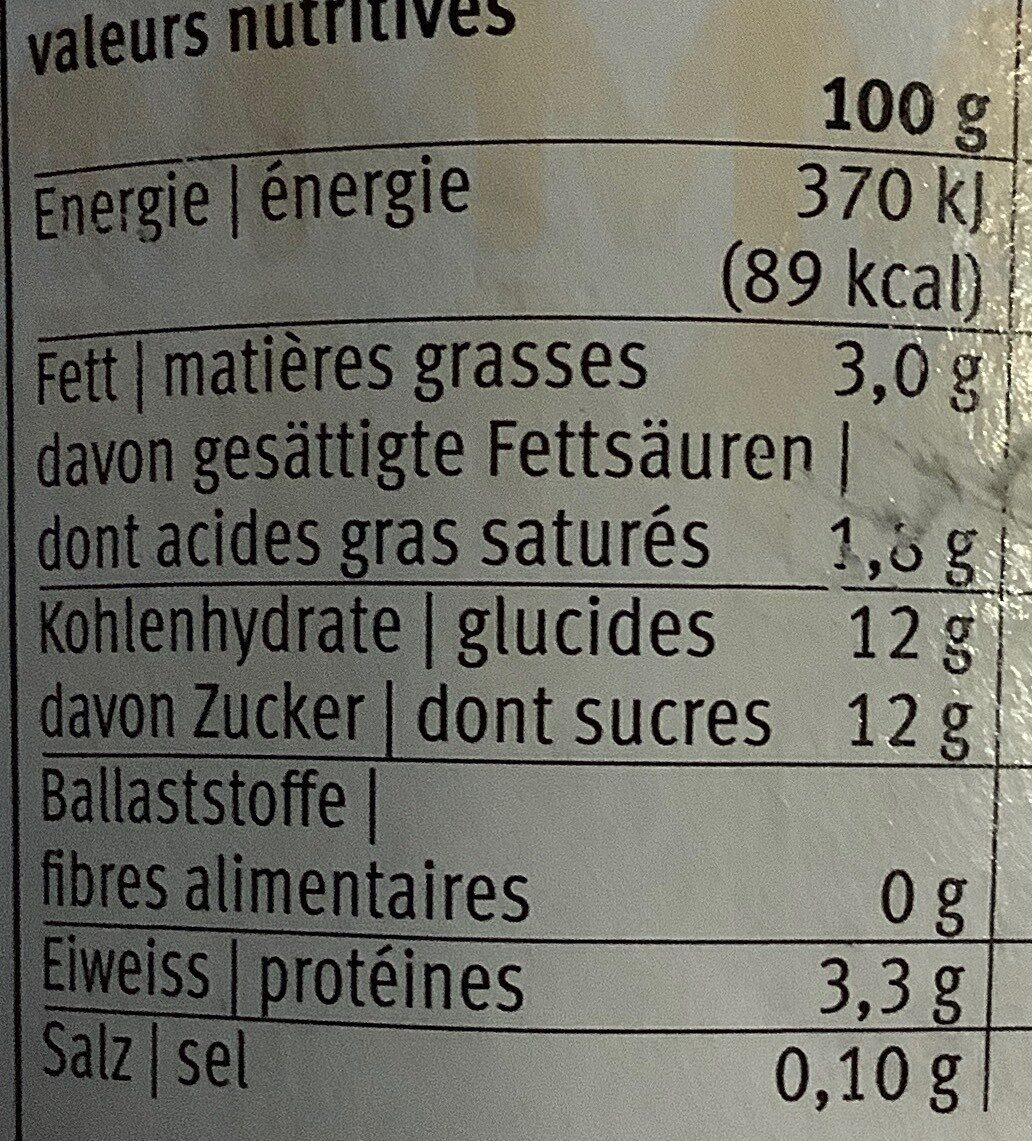 valeurs nutritives
100 g
Energie | énergie 370 kJ
(89 kcal)
Fett | matières grasses 3,0 g
davon gesättigte Fettsäuren |
dont acides gras saturés g
Kohlenhydrate | glucides 12 g
davon Zucker | dont sucres 12 g
Ballaststoffe |
fibres alimentaires 0 g
Eiweiss | protéines 3,3 g
Salz | sel 0,10 g